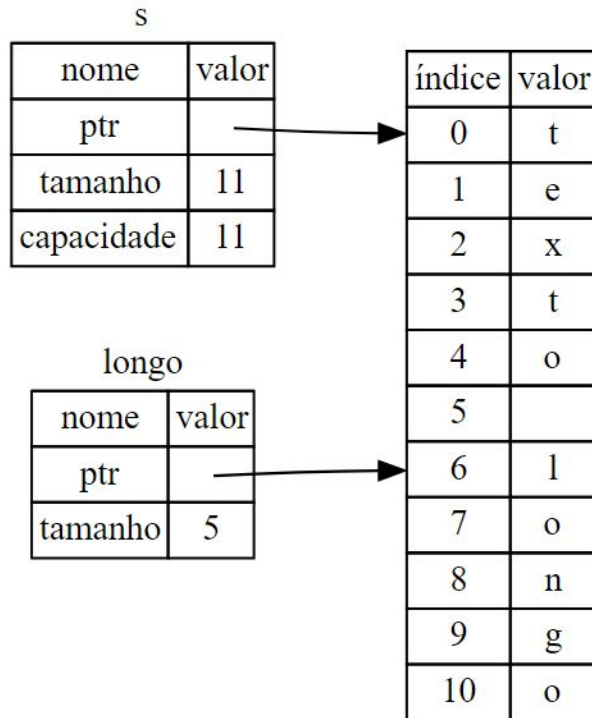 s
nome valor
ptr
tamanho 11
capacidade 11
longo
nome valor
ptr
tamanho 5
índice valor
0 t
1 e
2 x
3 t
4 o
5
6 l
7 o
8 n
9 g
10 o